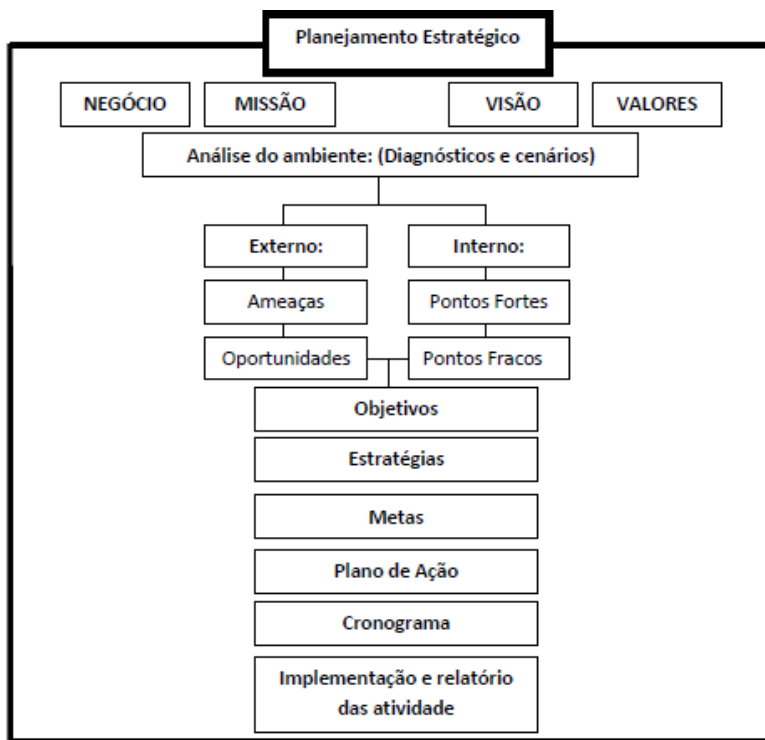 Planejamento Estratégico
NEGÓCIO
MISSÃO
VISÃO
VALORES
Análise do ambiente: (Diagnósticos e cenários)
Externo:
Interno:
Ameaças
Pontos Fortes
Oportunidades
Pontos Fracos
Objetivos
Estratégias
Metas
Plano de Ação
Cronograma
Implementação e relatório
das atividade